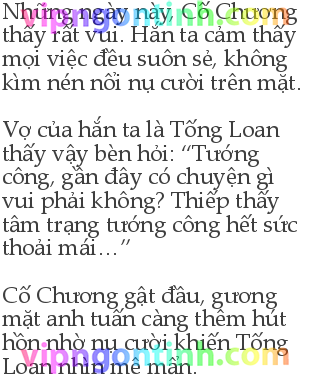 Những ngày này, Cố Chương
thấy rất vui. Hắn ta cảm thấy
mọi việc đều suôn sẻ, không
kìm nén nổi nụ cười trên mặt.
Vợ của hắn ta là Tống Loan
thấy vậy bèn hỏi: “Tướng
công, gần đây có chuyện gì
vui phải không? Thiếp thấy
tâm trạng tướng công hết sức
thoải mái…”
Cố Chương gật đầu, gương
mặt anh tuấn càng thêm hút
hồn nhờ nụ cười khiến Tống
Loan nhìn mê mẩn.
vipngontinh.com
vipngontinh.com